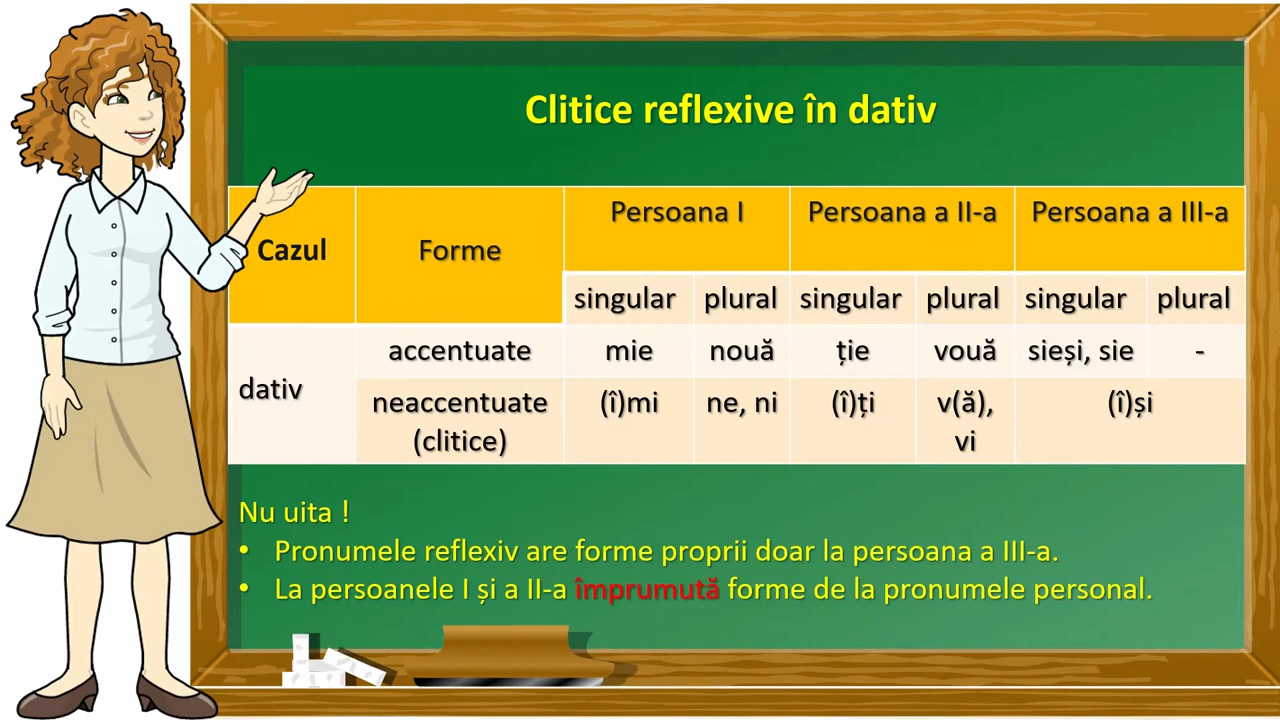 Clitice reflexive în dativ
Cazul Forme Persoana I Persoana a II-a Persoana a III-a
singular plural singular plural singular plural
dativ accentuate mie nouă ție vouă sieși, sie -
neaccentuate (î)mi ne, ni (î)ți v(ă), (î)și
(clitice) vi
Nu uita !
• Pronumele reflexiv are forme proprii doar la persoana a III-a.
• La persoanele I și a II-a împrumută forme de la pronumele personal.